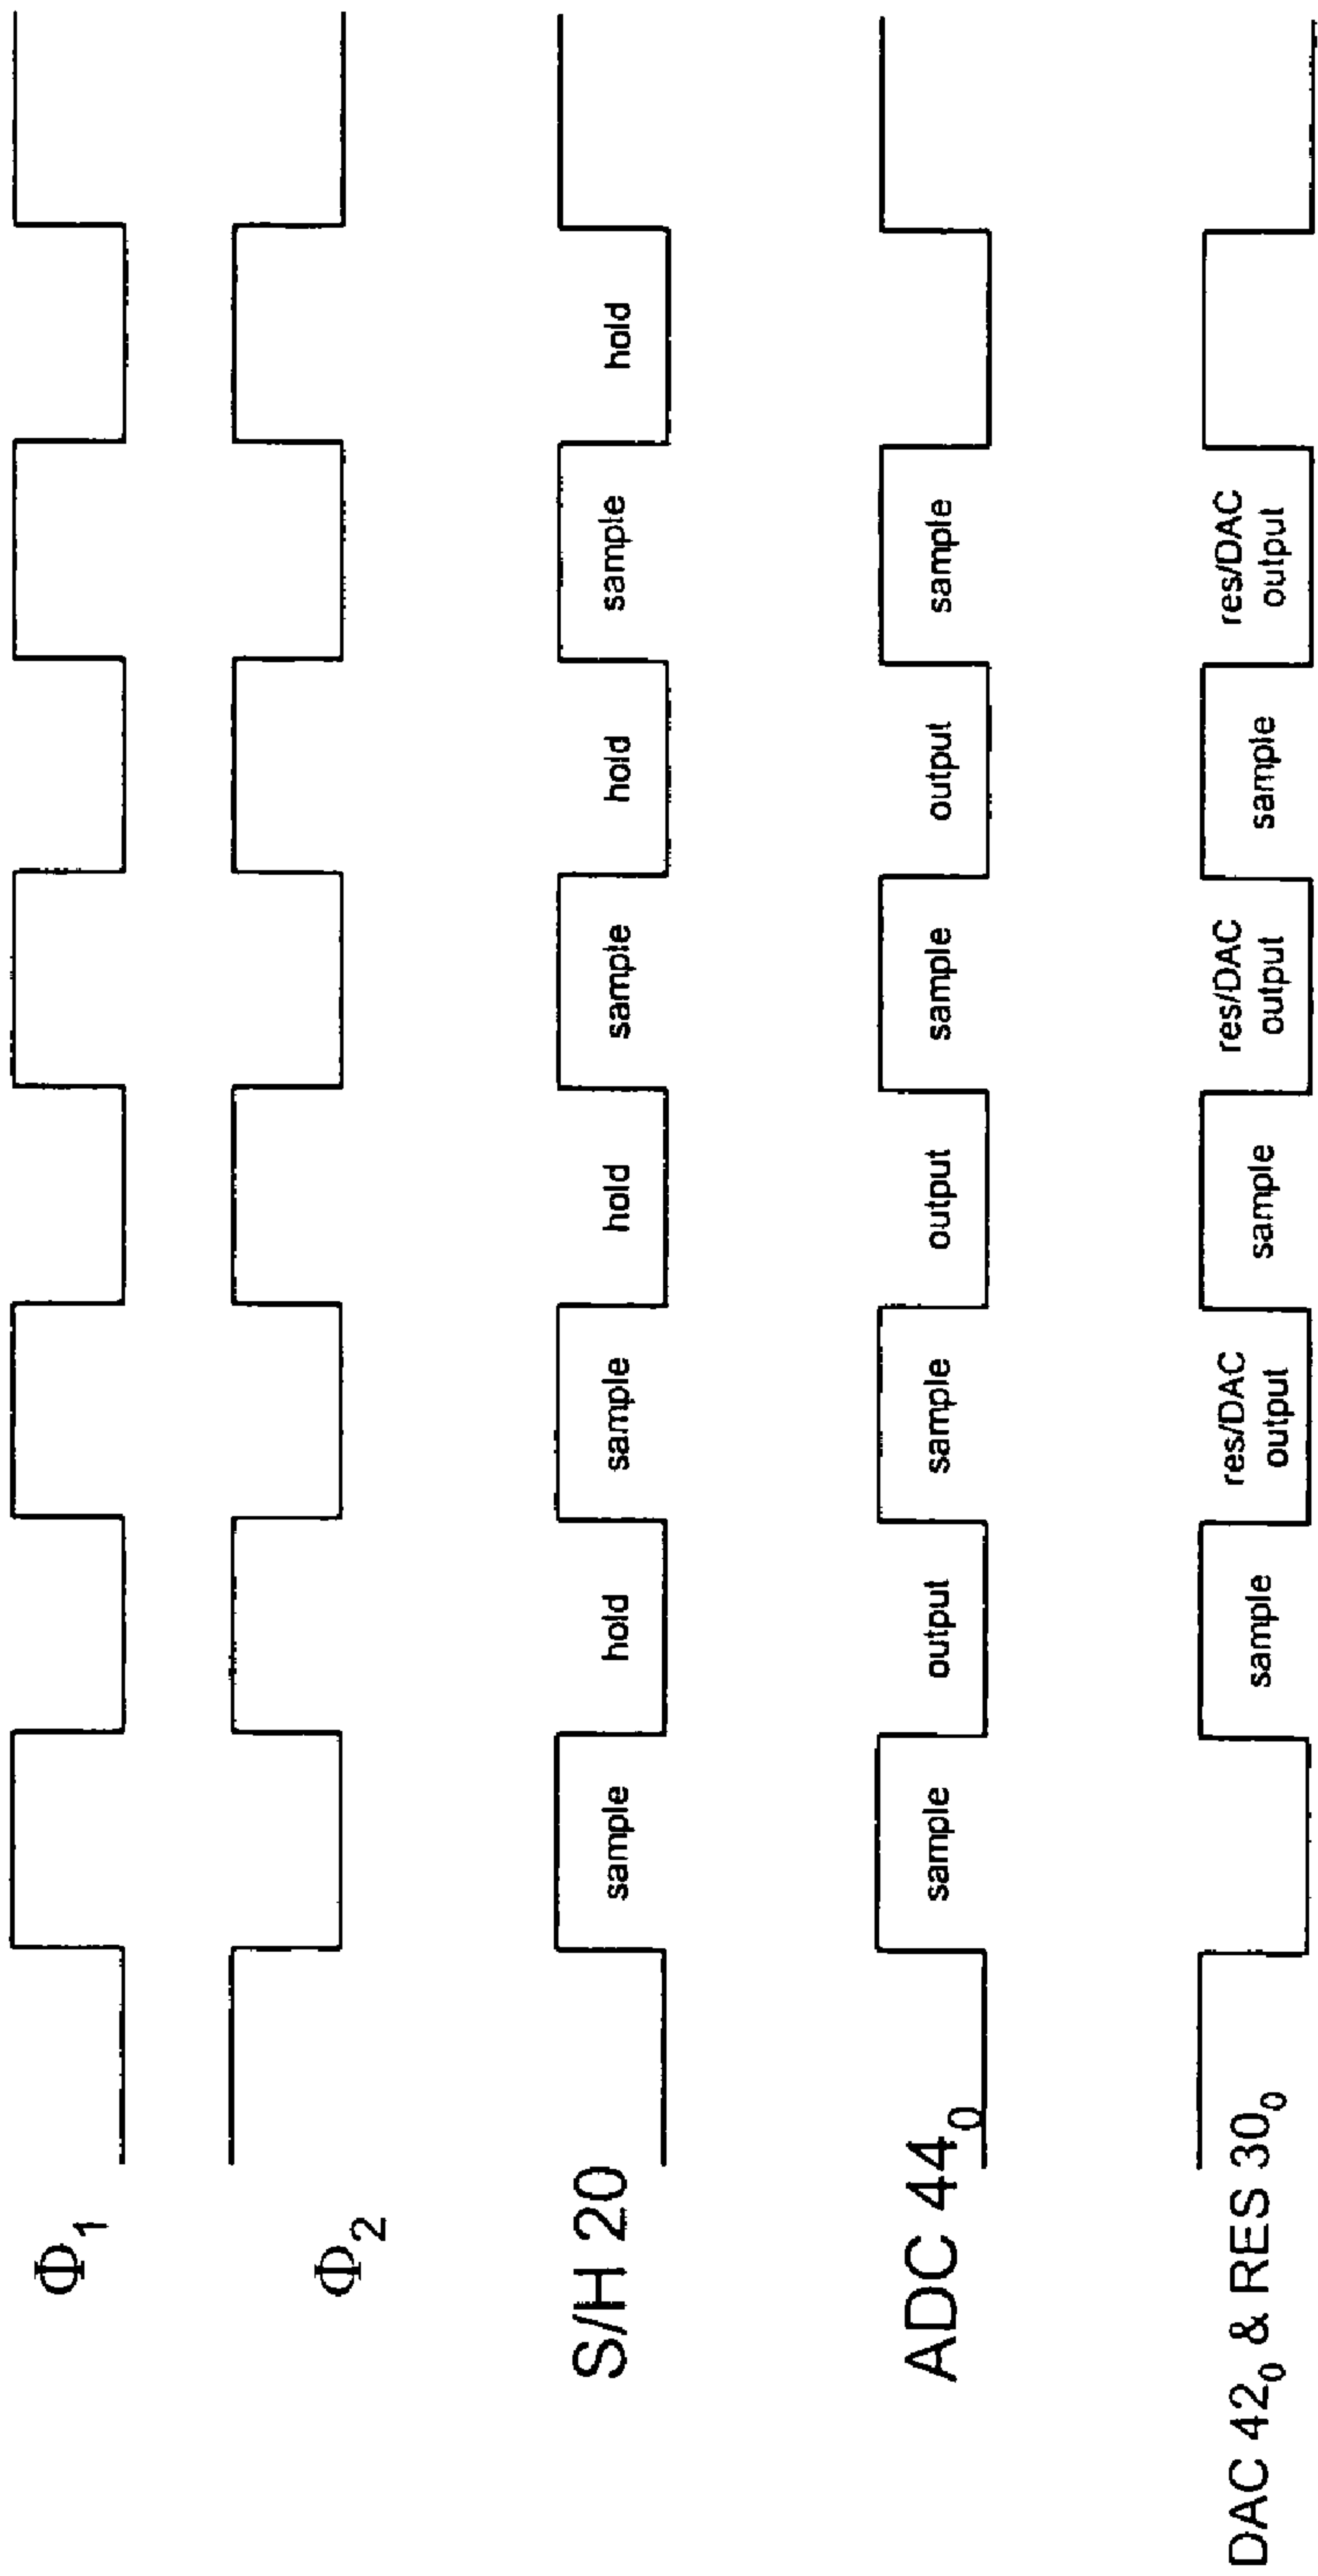 Φ1
Φ2
S/H 20
sample hold sample hold sample hold sample hold
ADC 440
sample output sample output sample output sample
DAC 420 & RES 300
sample res/DAC output sample res/DAC output sample res/DAC output